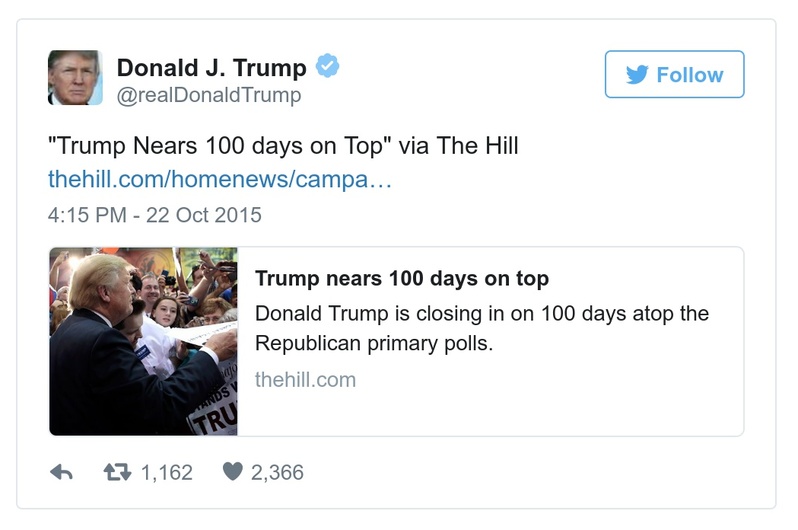 Donald J. Trump
@realDonaldTrump
Follow
"Trump Nears 100 days on Top" via The Hill
thehill.com/homenews/campa…
4:15 PM - 22 Oct 2015
Trump nears 100 days on top
Donald Trump is closing in on 100 days atop the
Republican primary polls.
thehill.com
TRU
1,162
2,366